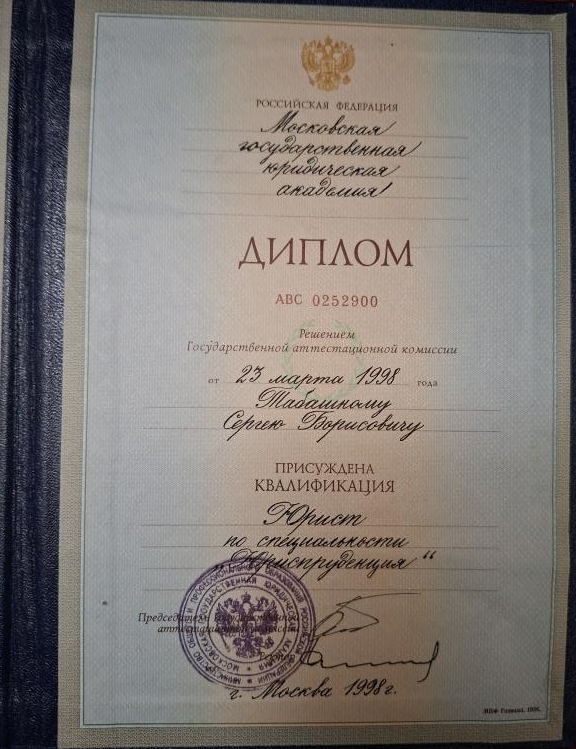 РОССИЙСКАЯ ФЕДЕРАЦИЯ
Московская
государственная
юридическая
академия
ДИПЛОМ
АВС 0252900
Решением
Государственной аттестационной комиссии
от 23 марта 1998 года
Табашному
Сергею Борисовичу
ПРИСУЖДЕНА
КВАЛИФИКАЦИЯ
Юрист
по специальности
„Юриспруденция“
Председатель Государственной
аттестационной комиссии
г. Москва 1998г.